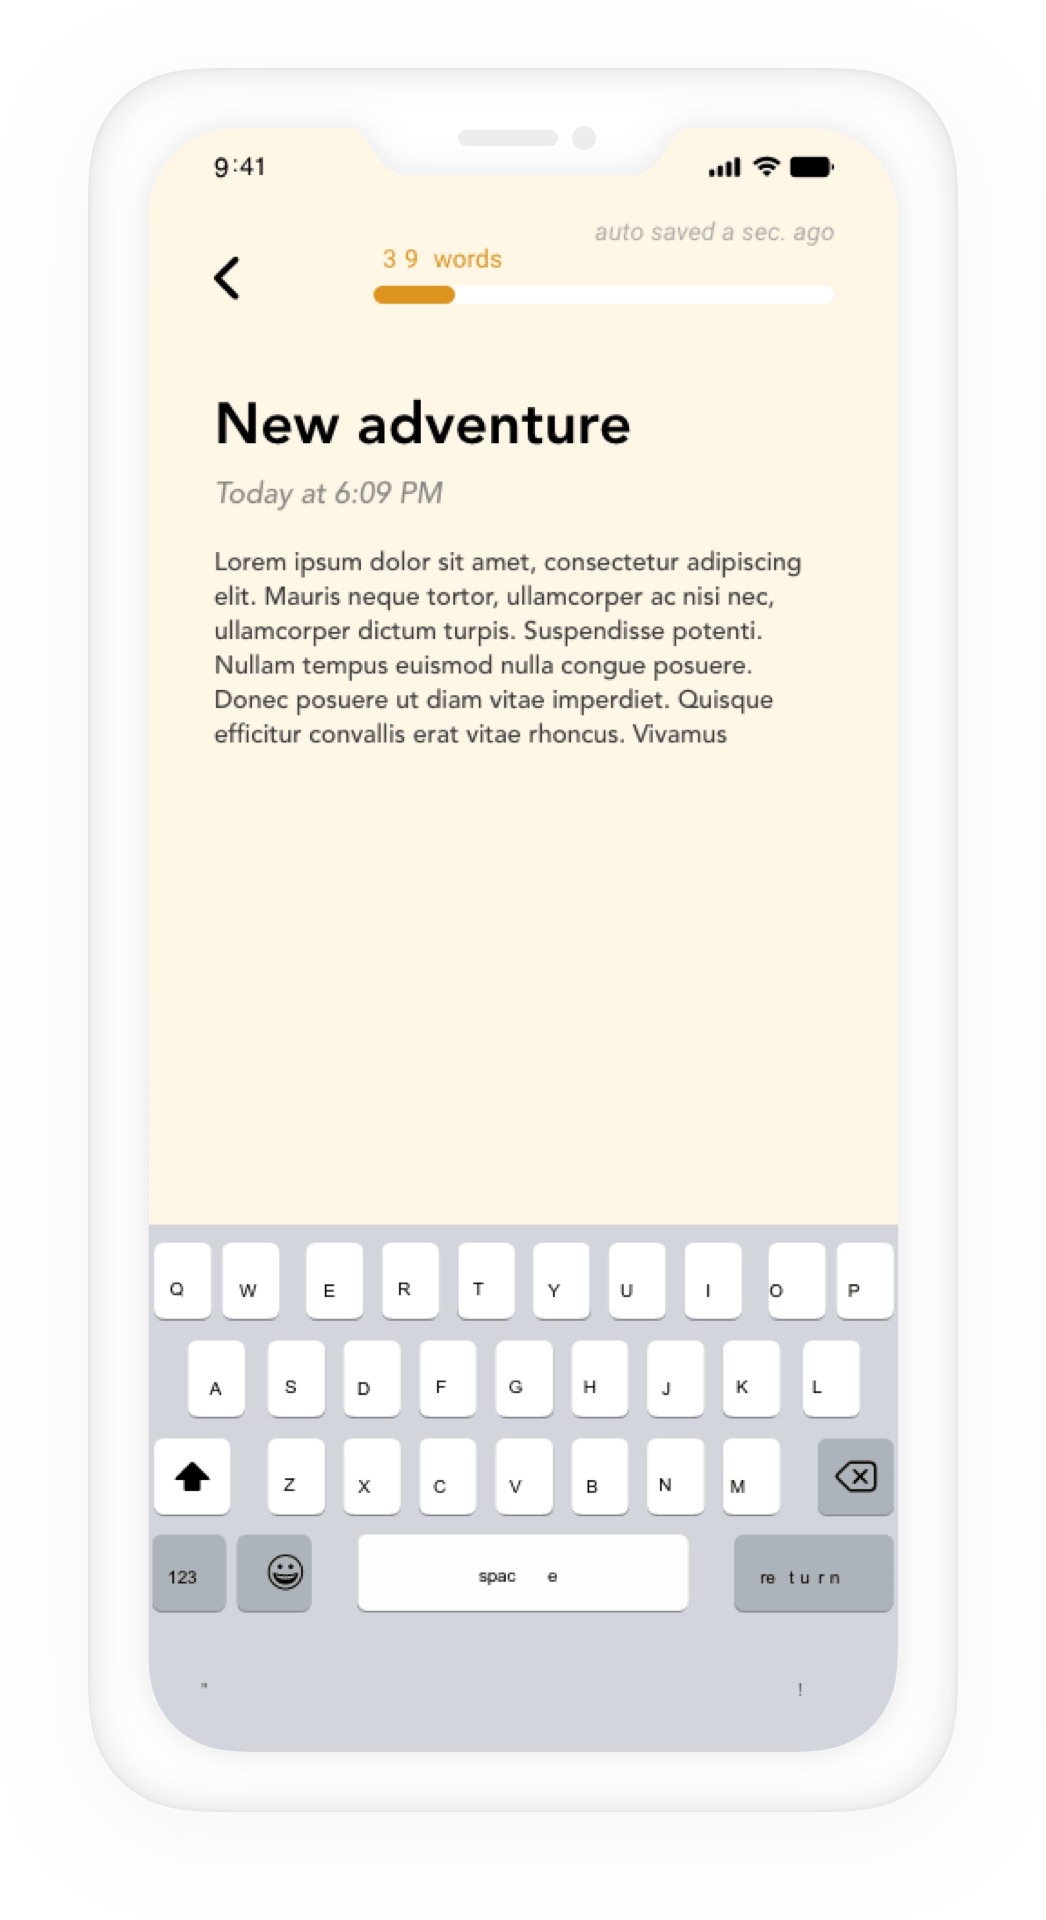 9:41
auto saved a sec. ago
3 9 words
New adventure
Today at 6:09 PM
Lorem ipsum dolor sit amet, consectetur adipiscing
elit. Mauris neque tortor, ullamcorper ac nisi nec,
ullamcorper dictum turpis. Suspendisse potenti.
Nullam tempus euismod nulla congue posuere.
Donec posuere ut diam vitae imperdiet. Quisque
efficitur convallis erat vitae rhoncus. Vivamus
Q W E R T Y U I O P
A S D F G H J K L
Z X C V B N M
123 spac e re t u r n
" !